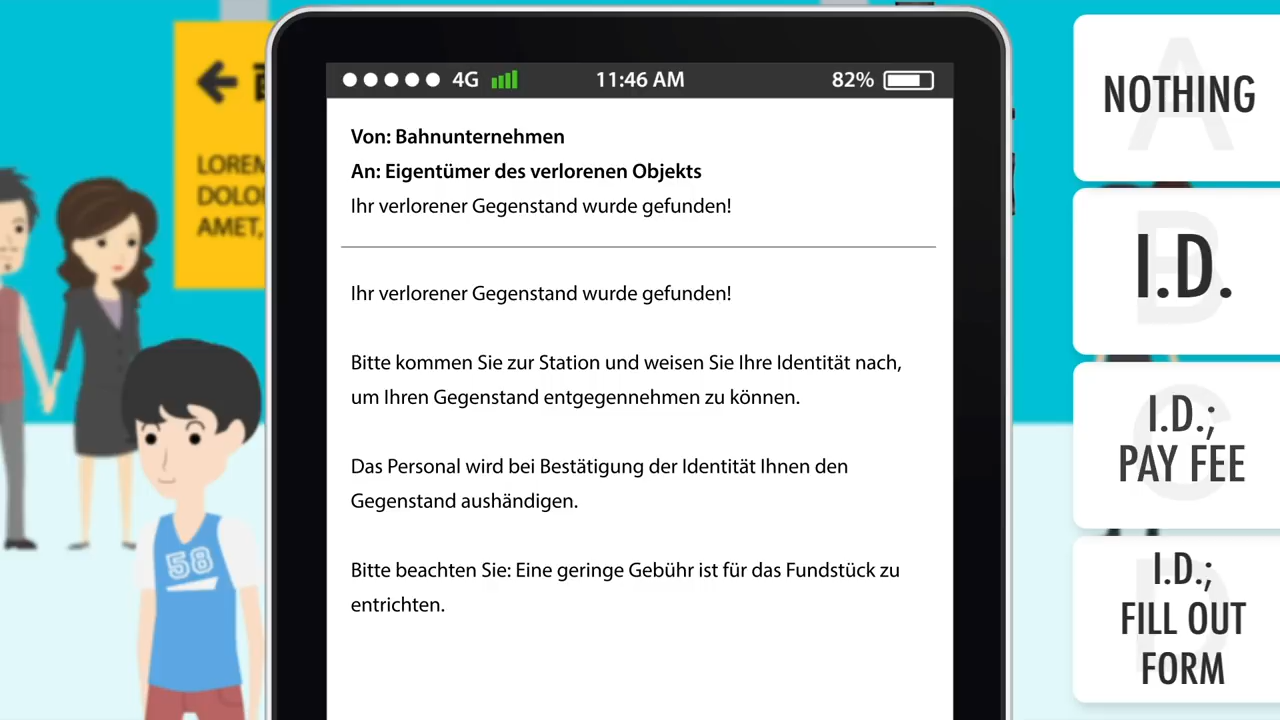 LOREM
DOLO
AMET,
4G
11:46 AM
82%
Von: Bahnunternehmen
An: Eigentümer des verlorenen Objekts
Ihr verlorener Gegenstand wurde gefunden!
Ihr verlorener Gegenstand wurde gefunden!
Bitte kommen Sie zur Station und weisen Sie Ihre Identität nach,
um Ihren Gegenstand entgegennehmen zu können.
Das Personal wird bei Bestätigung der Identität Ihnen den
Gegenstand aushändigen.
Bitte beachten Sie: Eine geringe Gebühr ist für das Fundstück zu
entrichten.
58
A
NOTHING
B
I.D.
C
I.D.;
PAY FEE
D
I.D.;
FILL OUT
FORM